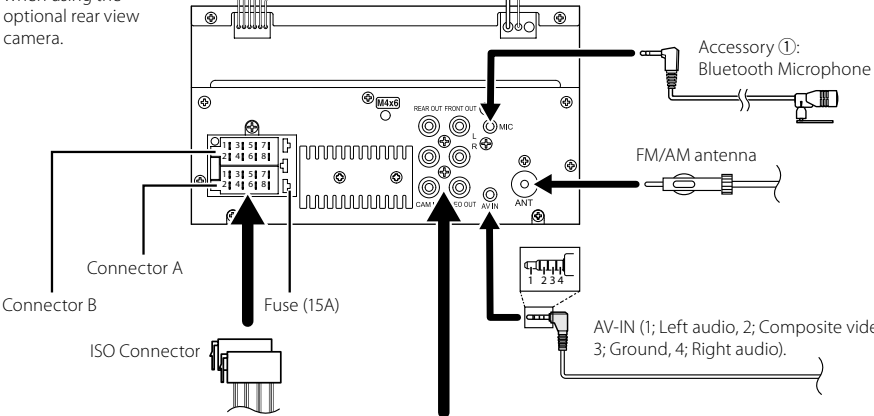 when using the
optional rear view
camera.
Accessory ①:
Bluetooth Microphone
M4x6
REAR OUT FRONT OUT
MIC
L
R
1 3 5 7
2 4 6 8
1 3 5 7
2 4 6 8
FM/AM antenna
CAM
OUT
AV IN
ANT
Connector A
Connector B
Fuse (15A)
1 2 3 4
ISO Connector
AV-IN (1; Left audio, 2; Composite
3; Ground, 4; Right audio).